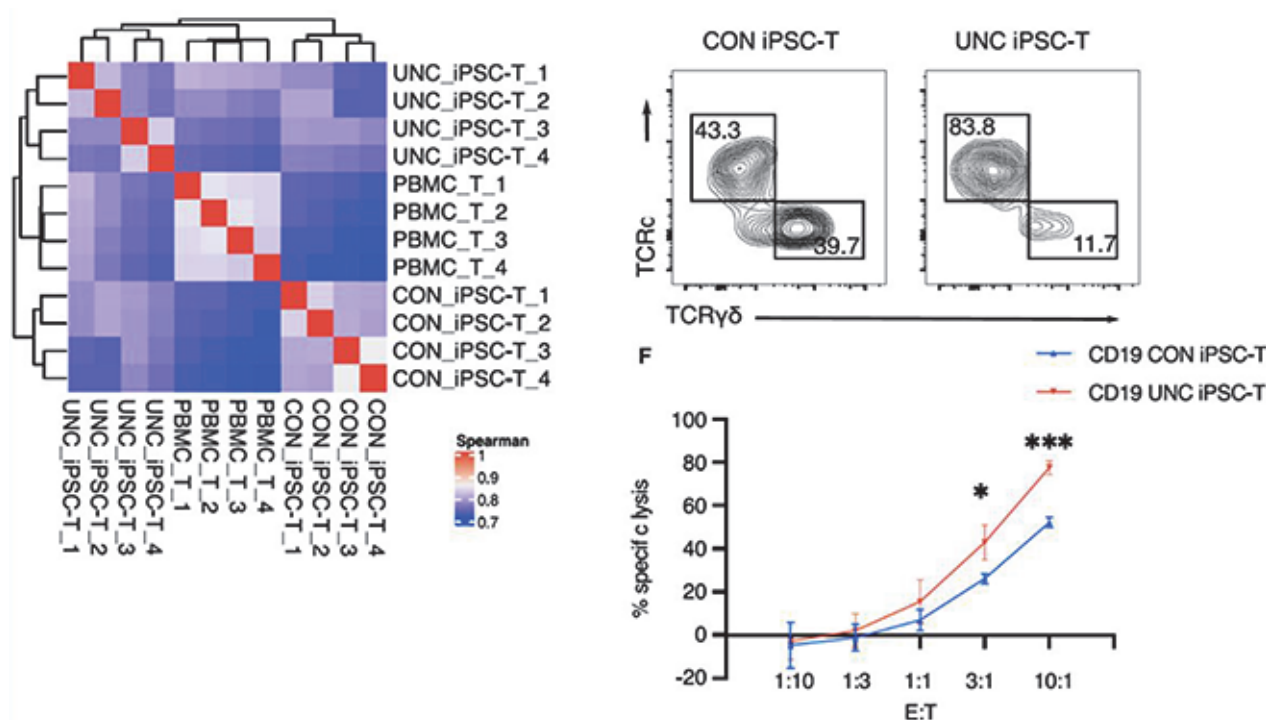 UNC_iPSC-T_1
UNC_iPSC-T_2
UNC_iPSC-T_3
UNC_iPSC-T_4
PBMC_T_1
PBMC_T_2
PBMC_T_3
PBMC_T_4
CON_iPSC-T_1
CON_iPSC-T_2
CON_iPSC-T_3
CON_iPSC-T_4
UNC_iPSC-T_1
UNC_iPSC-T_2
UNC_iPSC-T_3
UNC_iPSC-T_4
PBMC_T_1
PBMC_T_2
PBMC_T_3
PBMC_T_4
CON_iPSC-T_1
CON_iPSC-T_2
CON_iPSC-T_3
CON_iPSC-T_4
Spearman
1
0.9
0.8
0.7
CON iPSC-T
UNC iPSC-T
43.3
39.7
83.8
11.7
TCRc
TCRγδ
F
CD19 CON iPSC-T
CD19 UNC iPSC-T
% specif c lysis
100
80
60
40
20
0
-20
*
***
1:10 1:3 1:1 3:1 10:1
E:T